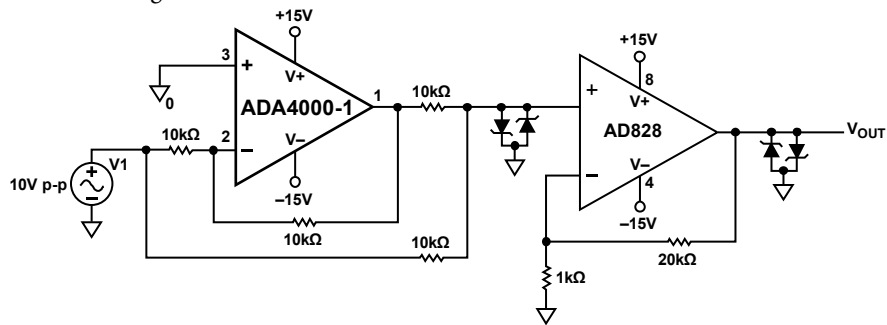 +15V
3
V+
ADA4000-1
1
10kΩ
0
10kΩ
2
V–
V1
10V p-p
–15V
10kΩ
10kΩ
+15V
8
V+
AD828
V–
4
–15V
VOUT
20kΩ
1kΩ